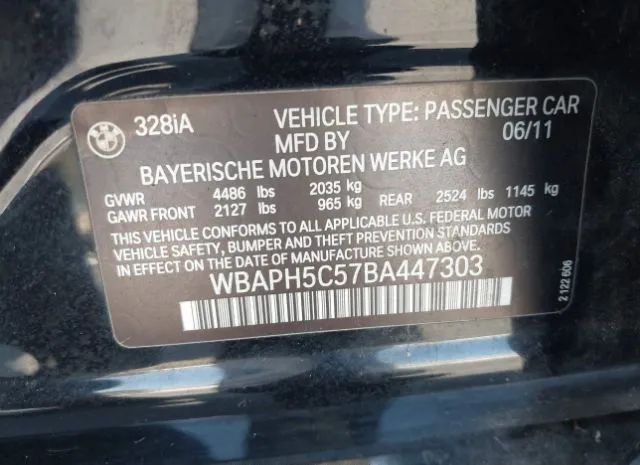 BMW
328iA
VEHICLE TYPE: PASSENGER CAR
MFD BY 06/11
BAYERISCHE MOTOREN WERKE AG
GVWR 4486 lbs 2035 kg
GAWR FRONT 2127 lbs 965 kg REAR 2524 lbs 1145 kg
THIS VEHICLE CONFORMS TO ALL APPLICABLE U.S. FEDERAL MOTOR
VEHICLE SAFETY, BUMPER AND THEFT PREVENTION STANDARDS
IN EFFECT ON THE DATE OF MANUFACTURE SHOWN ABOVE.
WBAPH5C57BA447303
2 122 606